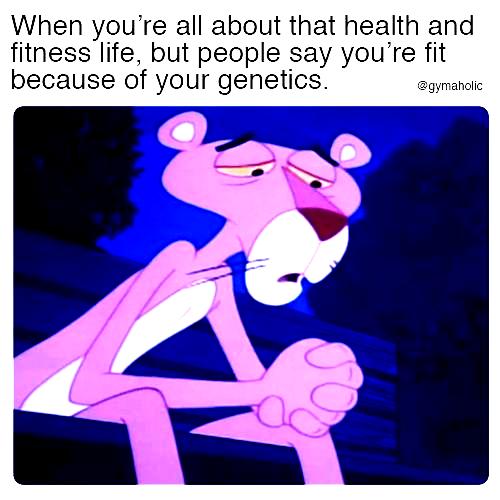 When you’re all about that health and
fitness life, but people say you’re fit
because of your genetics.
@gymaholic